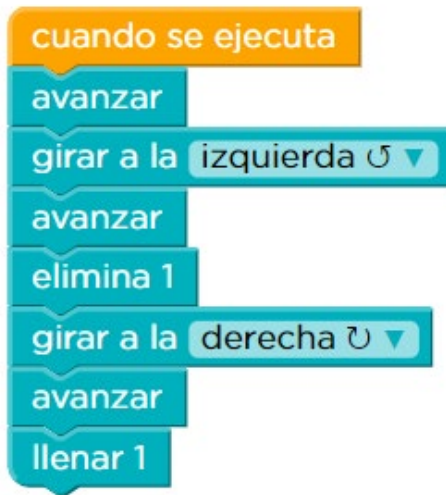 cuando se ejecuta
avanzar
girar a la izquierda ↺ ▼
avanzar
elimina 1
girar a la derecha ↻ ▼
avanzar
llenar 1